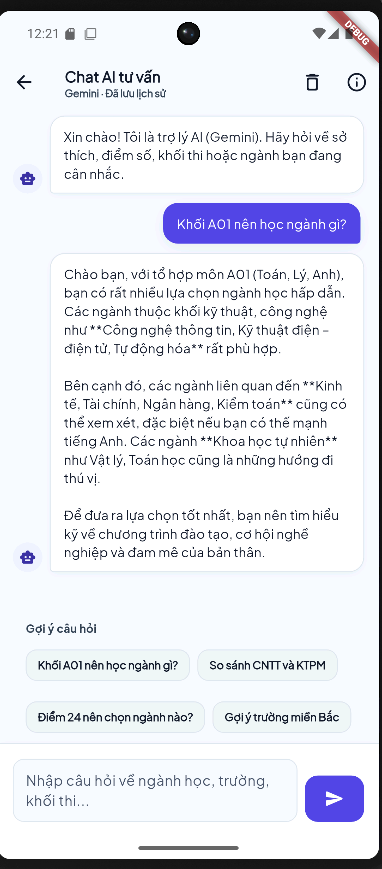 12:21
DEBUG
Chat AI tư vấn
Gemini · Đã lưu lịch sử
Xin chào! Tôi là trợ lý AI (Gemini). Hãy hỏi về sở
thích, điểm số, khối thi hoặc ngành bạn đang
cân nhắc.
Khối A01 nên học ngành gì?
Chào bạn, với tổ hợp môn A01 (Toán, Lý, Anh),
bạn có rất nhiều lựa chọn ngành học hấp dẫn.
Các ngành thuộc khối kỹ thuật, công nghệ
như **Công nghệ thông tin, Kỹ thuật điện –
điện tử, Tự động hóa** rất phù hợp.
Bên cạnh đó, các ngành liên quan đến **Kinh
tế, Tài chính, Ngân hàng, Kiểm toán** cũng có
thể xem xét, đặc biệt nếu bạn có thế mạnh
tiếng Anh. Các ngành **Khoa học tự nhiên**
như Vật lý, Toán học cũng là những hướng đi
thú vị.
Để đưa ra lựa chọn tốt nhất, bạn nên tìm hiểu
kỹ về chương trình đào tạo, cơ hội nghề
nghiệp và đam mê của bản thân.
Gợi ý câu hỏi
Khối A01 nên học ngành gì?
So sánh CNTT và KTPM
Điểm 24 nên chọn ngành nào?
Gợi ý trường miền Bắc
Nhập câu hỏi về ngành học, trường,
khối thi...